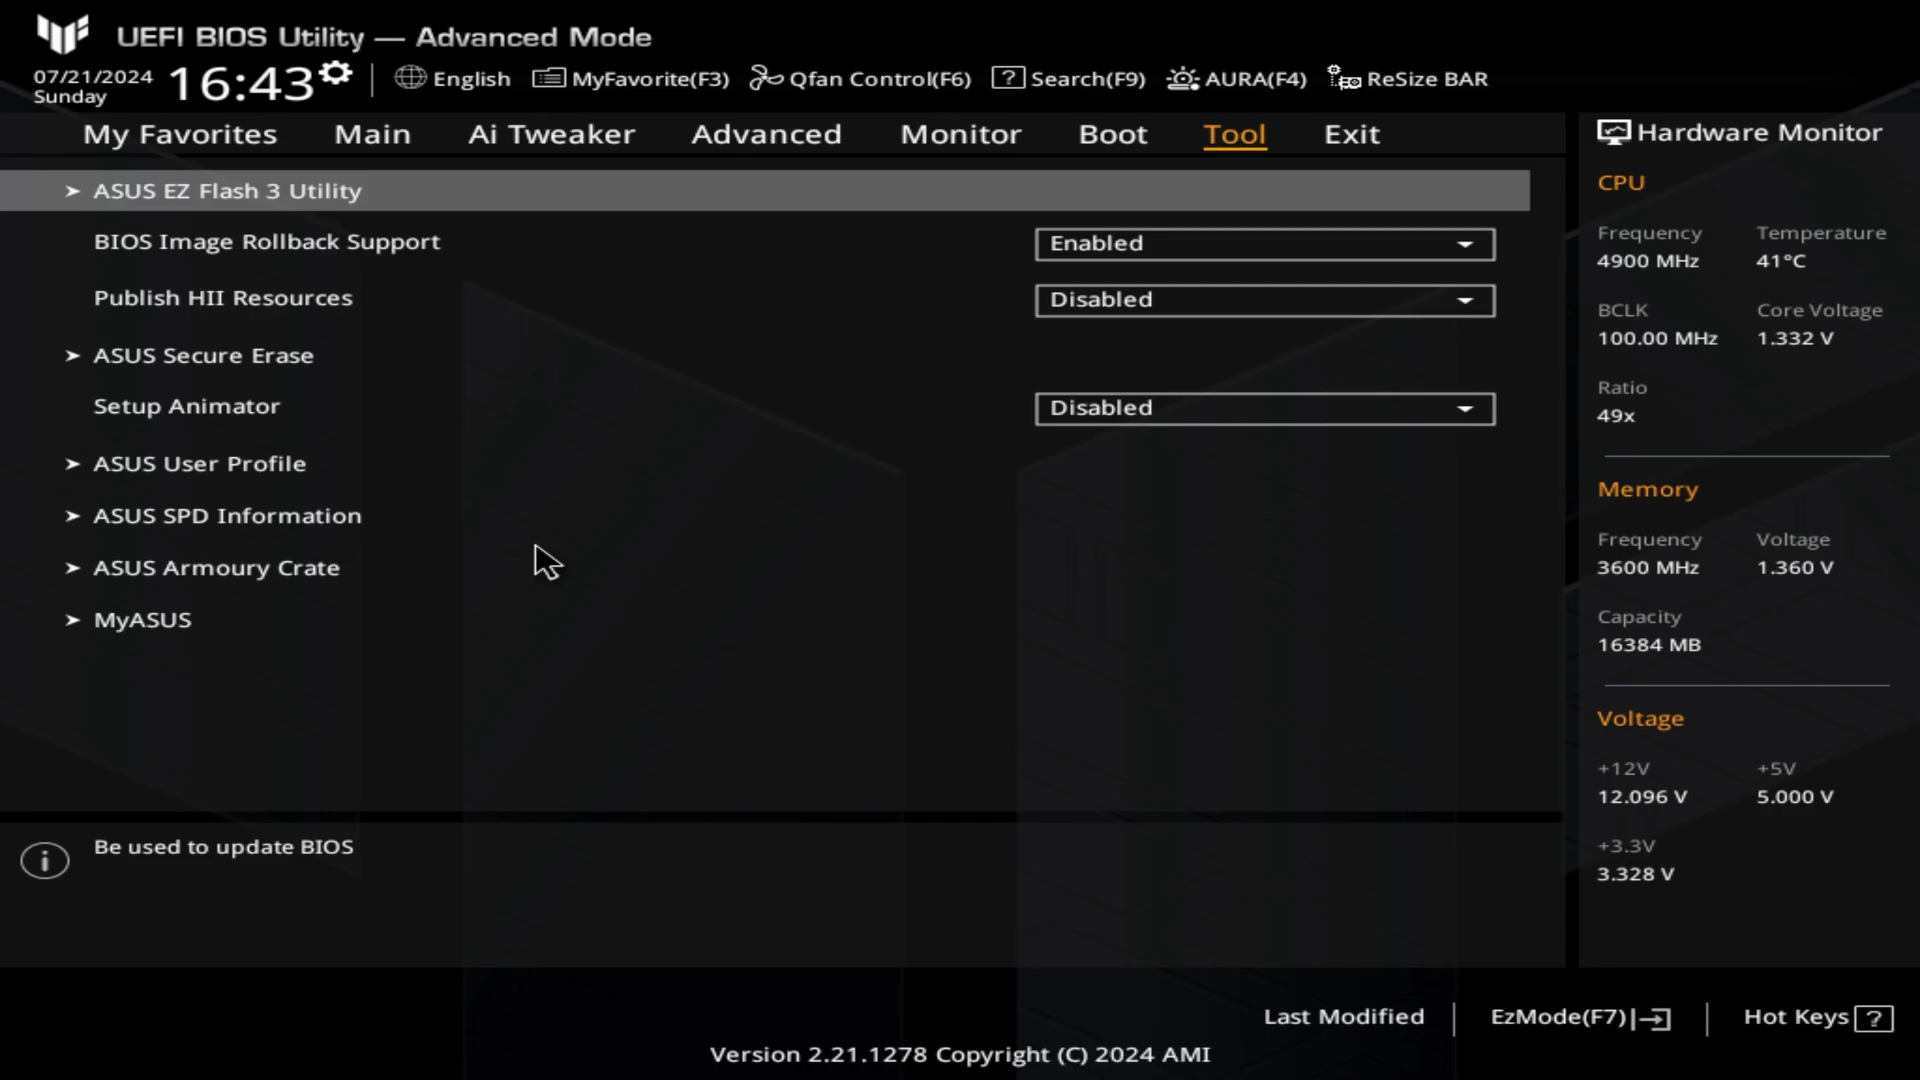 UEFI BIOS Utility — Advanced Mode
07/21/2024
Sunday
16:43
English
MyFavorite(F3)
Qfan Control(F6)
? Search(F9)
AURA(F4)
ReSize BAR
My Favorites Main Ai Tweaker Advanced Monitor Boot Tool Exit
Hardware Monitor
> ASUS EZ Flash 3 Utility
BIOS Image Rollback Support Enabled
Publish HII Resources Disabled
> ASUS Secure Erase
Setup Animator Disabled
> ASUS User Profile
> ASUS SPD Information
> ASUS Armoury Crate
> MyASUS
CPU
Frequency Temperature
4900 MHz 41°C
BCLK Core Voltage
100.00 MHz 1.332 V
Ratio
49x
Memory
Frequency Voltage
3600 MHz 1.360 V
Capacity
16384 MB
Voltage
+12V +5V
12.096 V 5.000 V
+3.3V
3.328 V
i Be used to update BIOS
Last Modified
EzMode(F7)
Hot Keys ?
Version 2.21.1278 Copyright (C) 2024 AMI